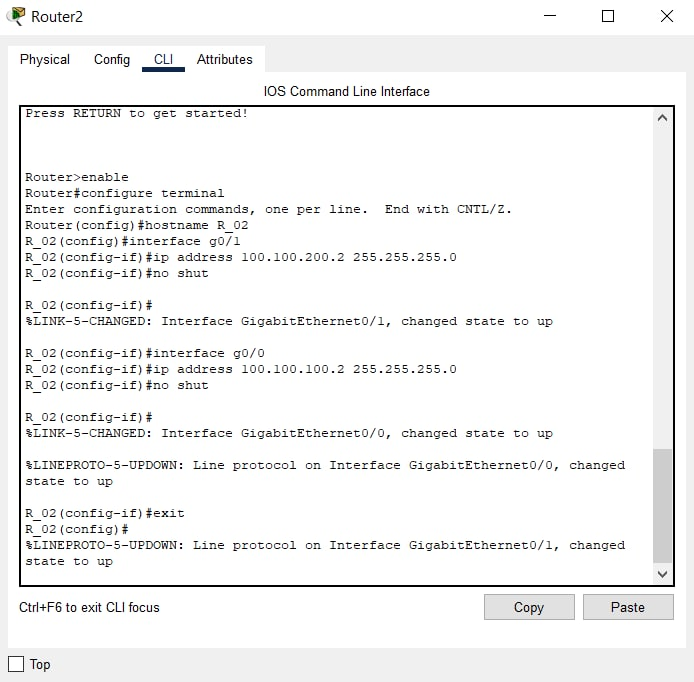 Router2
Physical Config CLI Attributes
IOS Command Line Interface
Press RETURN to get started!
Router>enable
Router#configure terminal
Enter configuration commands, one per line.  End with CNTL/Z.
Router(config)#hostname R_02
R_02(config)#interface g0/1
R_02(config-if)#ip address 100.100.200.2 255.255.255.0
R_02(config-if)#no shut
R_02(config-if)#
%LINK-5-CHANGED: Interface GigabitEthernet0/1, changed state to up
R_02(config-if)#interface g0/0
R_02(config-if)#ip address 100.100.100.2 255.255.255.0
R_02(config-if)#no shut
R_02(config-if)#
%LINK-5-CHANGED: Interface GigabitEthernet0/0, changed state to up
%LINEPROTO-5-UPDOWN: Line protocol on Interface GigabitEthernet0/0, changed
state to up
R_02(config-if)#exit
R_02(config)#
%LINEPROTO-5-UPDOWN: Line protocol on Interface GigabitEthernet0/1, changed
state to up
Ctrl+F6 to exit CLI focus Copy Paste
Top